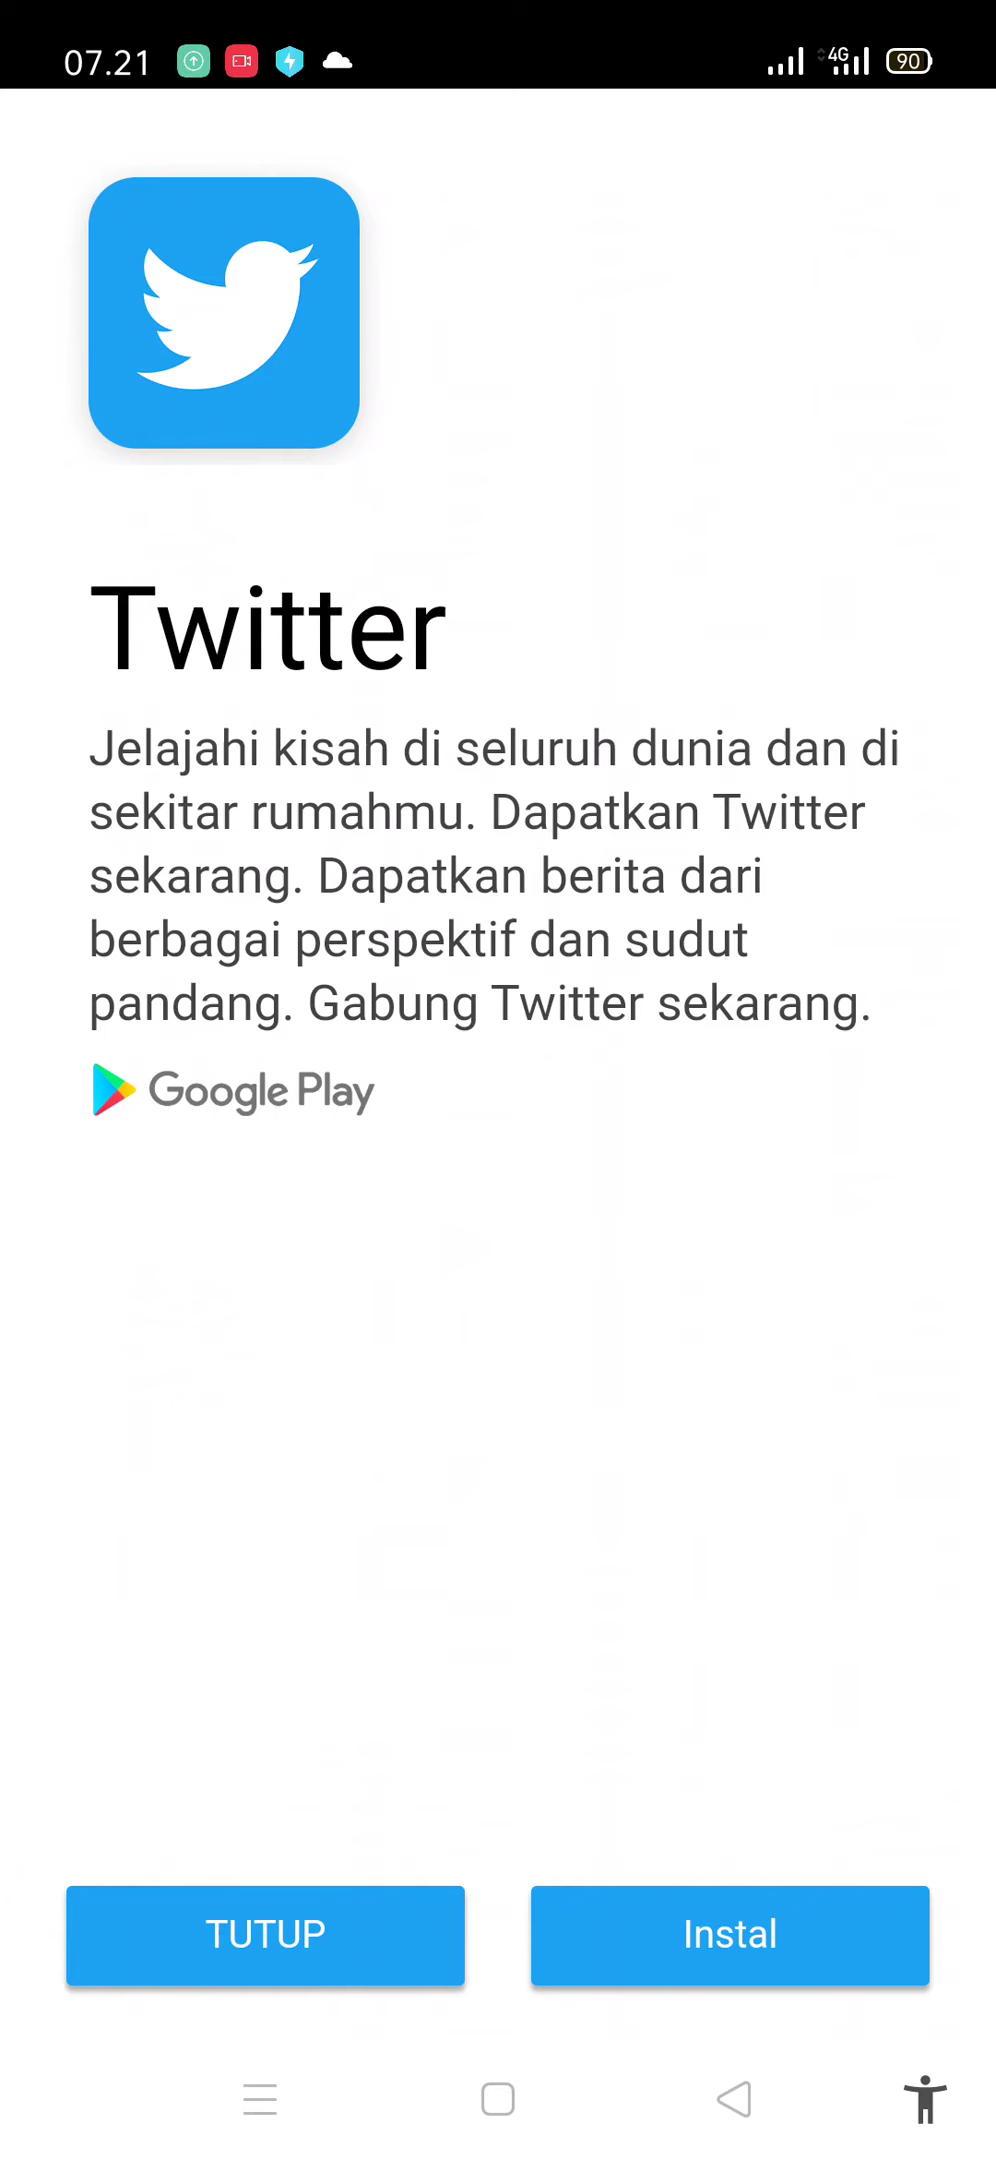 07.21
4G
90
Twitter
Jelajahi kisah di seluruh dunia dan di
sekitar rumahmu. Dapatkan Twitter
sekarang. Dapatkan berita dari
berbagai perspektif dan sudut
pandang. Gabung Twitter sekarang.
Google Play
TUTUP
Instal